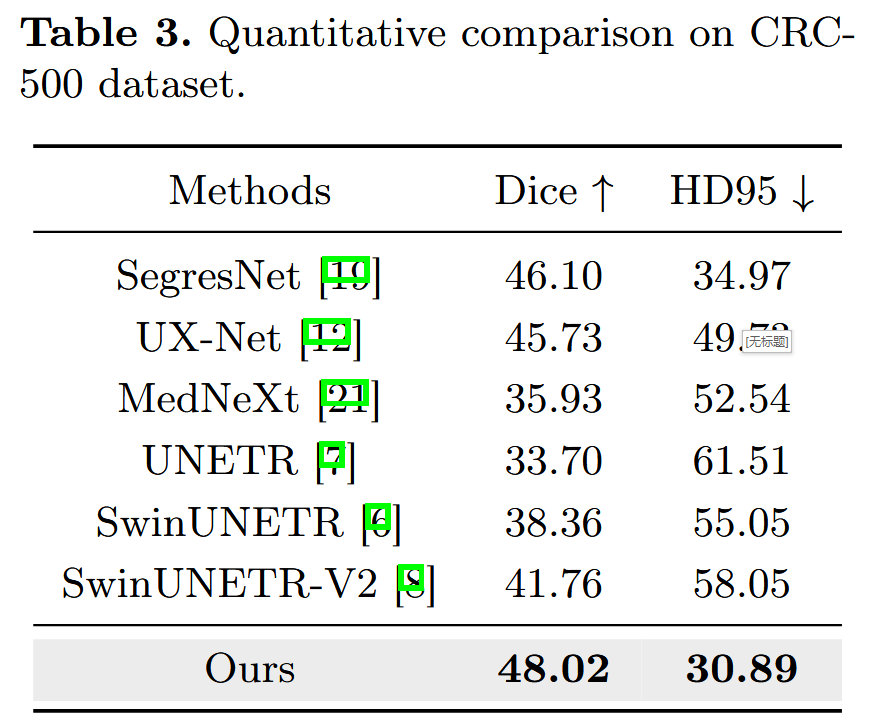 Table 3. Quantitative comparison on CRC-
500 dataset.
Methods Dice ↑ HD95 ↓
SegresNet [19] 46.10 34.97
UX-Net [12] 45.73
[无标题]
MedNeXt [21] 35.93 52.54
UNETR [7] 33.70 61.51
SwinUNETR [6] 38.36 55.05
SwinUNETR-V2 [8] 41.76 58.05
Ours 48.02 30.89